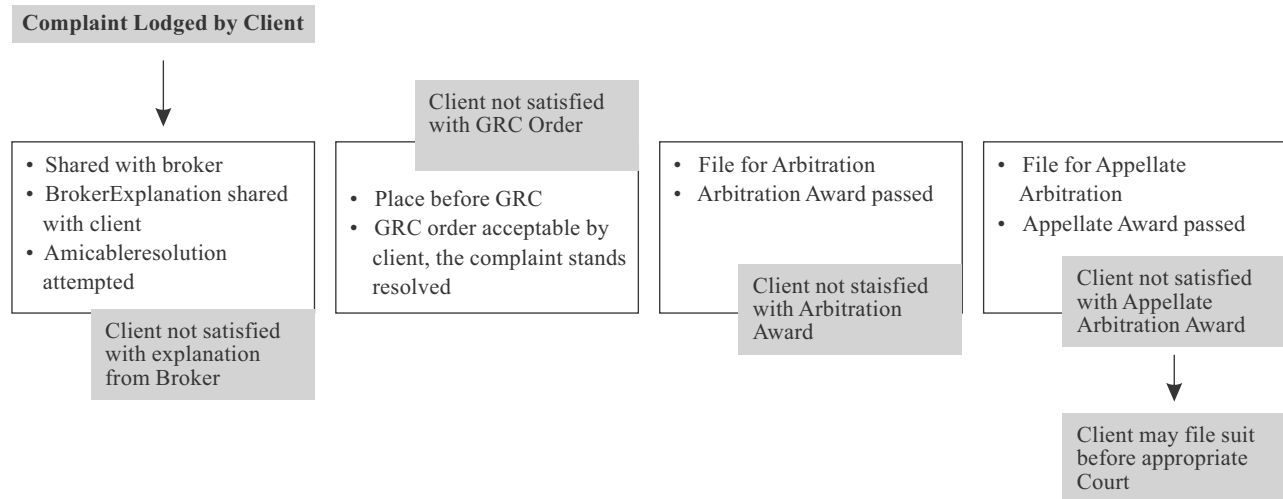 Complaint Lodged by Client
• Shared with broker
• BrokerExplanation shared
with client
• Amicableresolution
attempted
Client not satisfied
with explanation
from Broker
Client not satisfied
with GRC Order
• Place before GRC
• GRC order acceptable by
client, the complaint stands
resolved
• File for Arbitration
• Arbitration Award passed
Client not staisfied
with Arbitration
Award
• File for Appellate
Arbitration
• Appellate Award passed
Client not satisfied
with Appellate
Arbitration Award
Client may file suit
before appropriate
Court